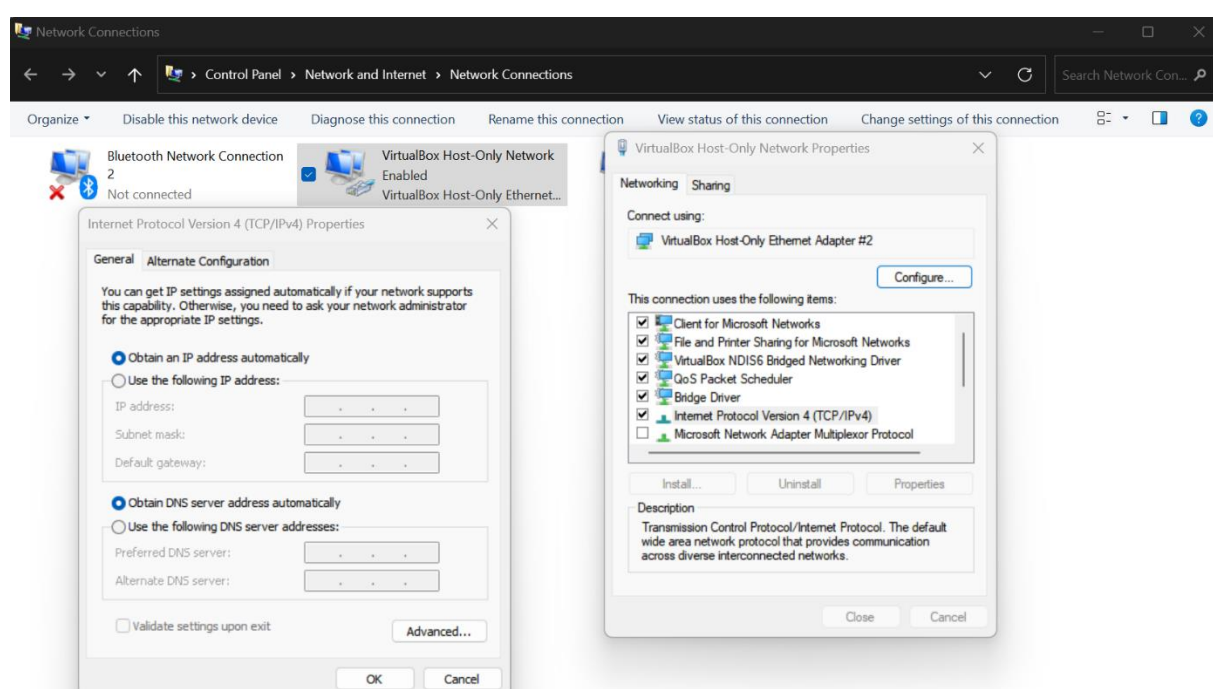 Network Connections
Control Panel > Network and Internet > Network Connections
Search Network Con...
Organize
Disable this network device
Diagnose this connection
Rename this connection
View status of this connection
Change settings of this connection
Bluetooth Network Connection
2
Not connected
VirtualBox Host-Only Network
Enabled
VirtualBox Host-Only Ethernet...
Internet Protocol Version 4 (TCP/IPv4) Properties
General
Alternate Configuration
You can get IP settings assigned automatically if your network supports
this capability. Otherwise, you need to ask your network administrator
for the appropriate IP settings.
Obtain an IP address automatically
Use the following IP address:
IP address:
Subnet mask:
Default gateway:
Obtain DNS server address automatically
Use the following DNS server addresses:
Preferred DNS server:
Alternate DNS server:
Validate settings upon exit
Advanced...
OK
Cancel
VirtualBox Host-Only Network Properties
Networking
Sharing
Connect using:
VirtualBox Host-Only Ethernet Adapter #2
Configure...
This connection uses the following items:
Client for Microsoft Networks
File and Printer Sharing for Microsoft Networks
VirtualBox NDIS6 Bridged Networking Driver
QoS Packet Scheduler
Bridge Driver
Internet Protocol Version 4 (TCP/IPv4)
Microsoft Network Adapter Multiplexor Protocol
Install...
Uninstall
Properties
Description
Transmission Control Protocol/Internet Protocol. The default
wide area network protocol that provides communication
across diverse interconnected networks.
Close
Cancel